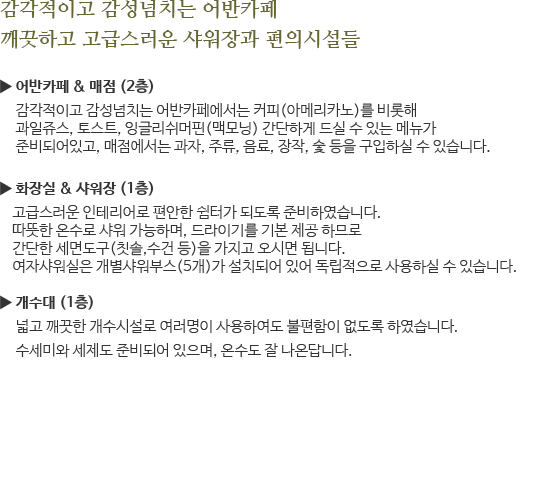 감각적이고 감성넘치는 어반카페
깨끗하고 고급스러운 샤워장과 편의시설들
▶ 어반카페 & 매점 (2층)
감각적이고 감성넘치는 어반카페에서는 커피(아메리카노)를 비롯해
과일쥬스, 토스트, 잉글리쉬머핀(맥모닝) 간단하게 드실 수 있는 메뉴가
준비되어있고, 매점에서는 과자, 주류, 음료, 장작, 숯 등을 구입하실 수 있습니다.
▶ 화장실 & 샤워장 (1층)
고급스러운 인테리어로 편안한 쉼터가 되도록 준비하였습니다.
따뜻한 온수로 샤워 가능하며, 드라이기를 기본 제공 하므로
간단한 세면도구(칫솔,수건 등)을 가지고 오시면 됩니다.
여자샤워실은 개별샤워부스(5개)가 설치되어 있어 독립적으로 사용하실 수 있습니다.
▶ 개수대 (1층)
넓고 깨끗한 개수시설로 여러명이 사용하여도 불편함이 없도록 하였습니다.
수세미와 세제도 준비되어 있으며, 온수도 잘 나온답니다.